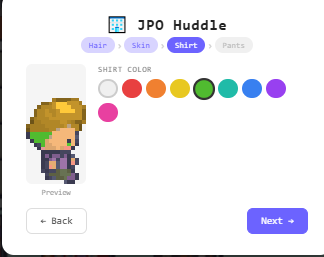 JPO Huddle
Hair › Skin › Shirt › Pants
SHIRT COLOR
Preview
← Back
Next →